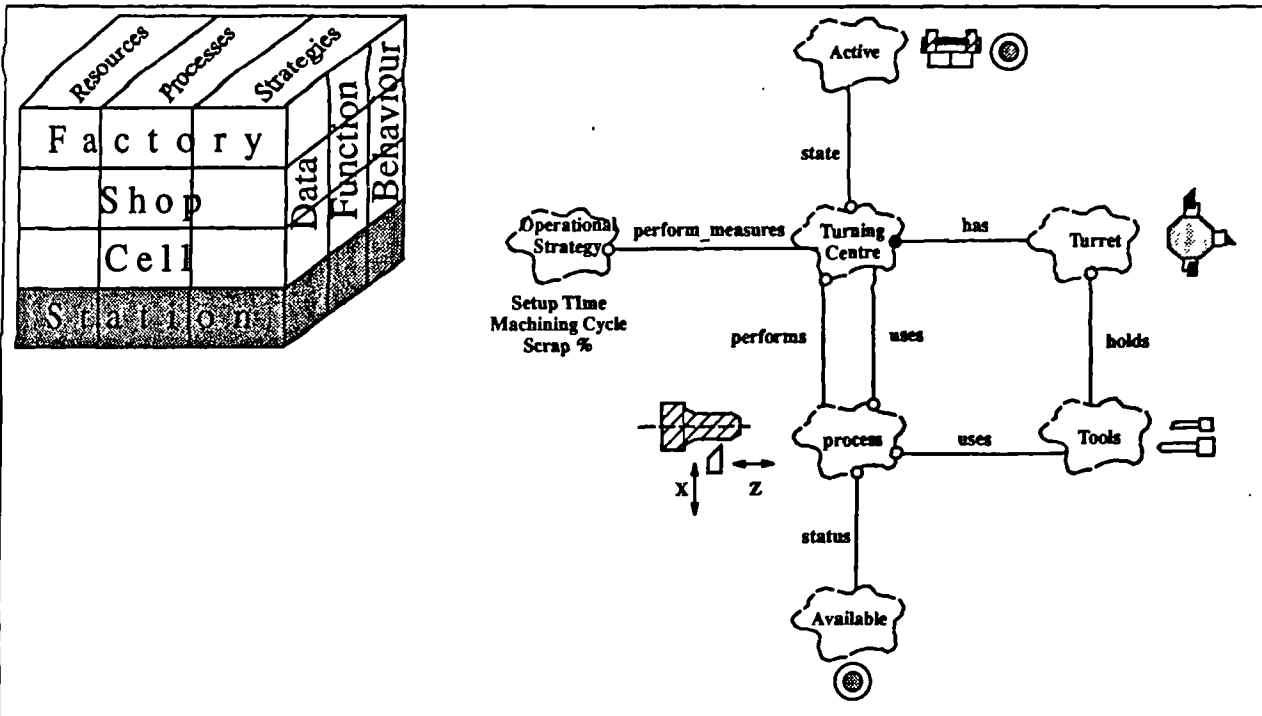 Resources
Processes
Strategies
Factory
Shop
Cell
Station
Data
Function
Behaviour
Active
state
Operational
Strategy
perform_measures
Turning
Centre
has
Turret
Setup TIme
Machining Cycle
Scrap %
performs
uses
holds
process
uses
Tools
X
Z
status
Available